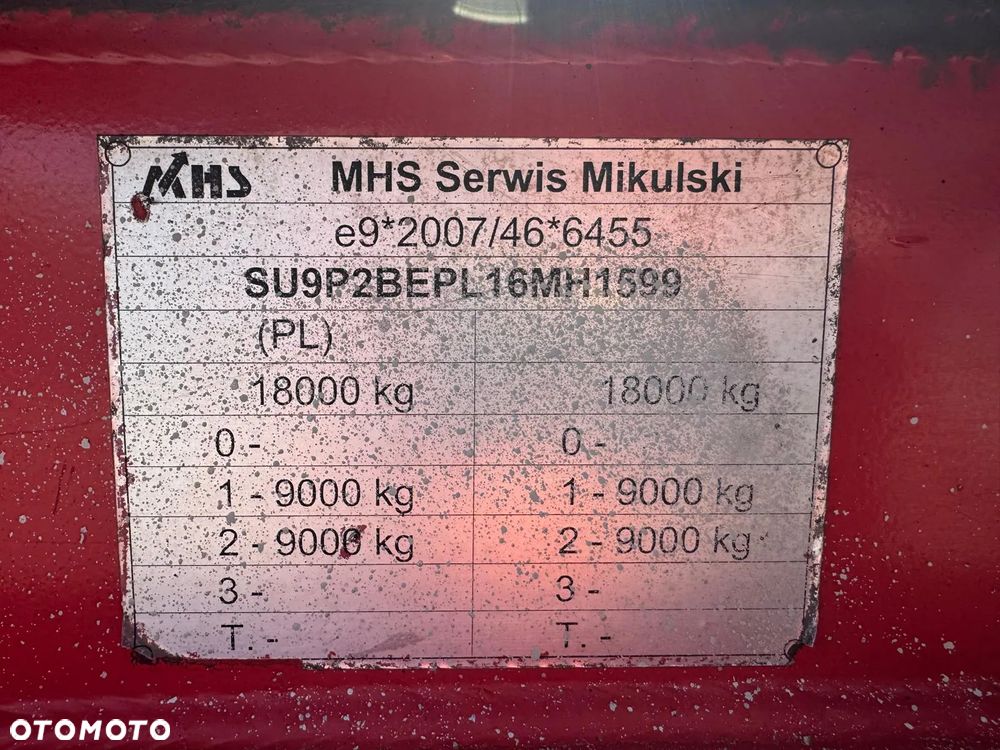 MHS MHS Serwis Mikulski
e9*2007/46*6455
SU9P2BEPL16MH1599
(PL)
18000 kg 18000 kg
0 - 0 -
1 - 9000 kg 1 - 9000 kg
2 - 9000 kg 2 - 9000 kg
3 - 3 -
T. - T. -
OTOMOTO